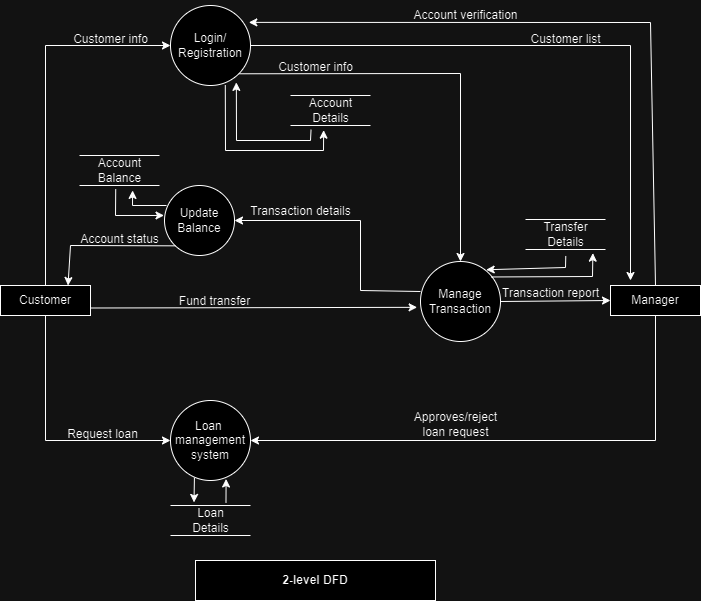 Account verification
Customer info
Login/
Registration
Customer list
Customer info
Account
Details
Account
Balance
Update
Balance
Transaction details
Transfer
Details
Account status
Customer
Fund transfer
Manage
Transaction
Transaction report
Manager
Request loan
Loan
management
system
Approves/reject
loan request
Loan
Details
2-level DFD